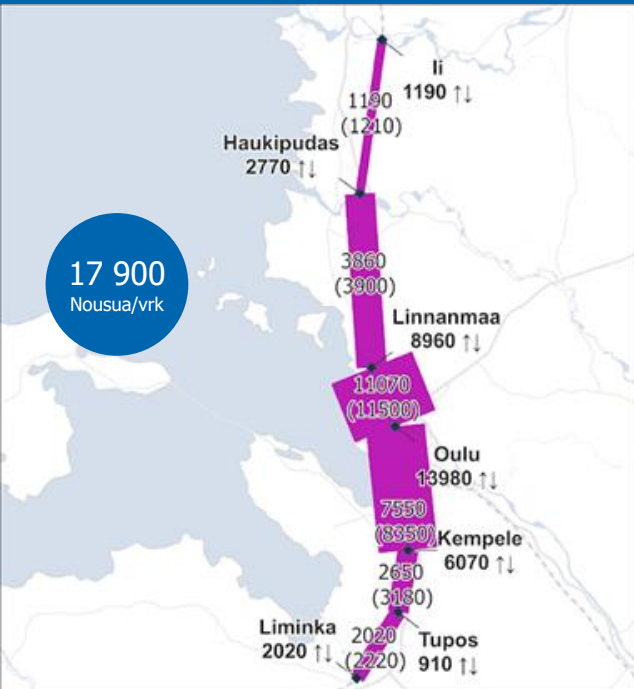 Ii
1190 ↑↓
1190
(1210)
Haukipudas
2770 ↑↓
17 900
Nousua/vrk
3860
(3900)
Linnanmaa
8960 ↑↓
11070
(11500)
Oulu
13980 ↑↓
7550
(8350)
Kempele
6070 ↑↓
2650
(3180)
Liminka
2020 ↑↓
2020
(2220)
Tupos
910 ↑↓